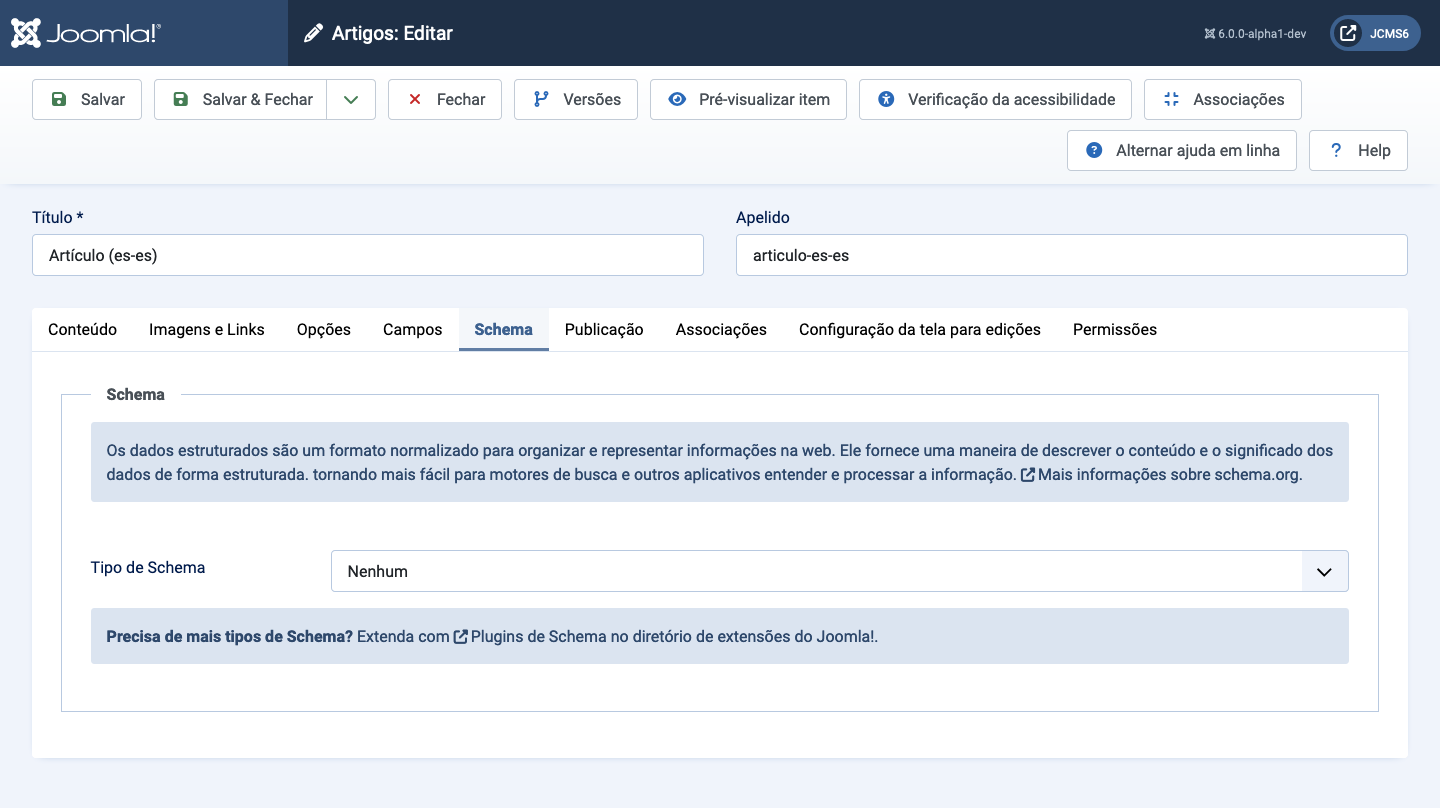 Joomla!®
Artigos: Editar
6.0.0-alpha1-dev
JCMS6
Salvar
Salvar & Fechar
Fechar
Versões
Pré-visualizar item
Verificação da acessibilidade
Associações
Alternar ajuda em linha
? Help
Título *
Apelido
Artículo (es-es)
articulo-es-es
Conteúdo
Imagens e Links
Opções
Campos
Schema
Publicação
Associações
Configuração da tela para edições
Permissões
Schema
Os dados estruturados são um formato normalizado para organizar e representar informações na web. Ele fornece uma maneira de descrever o conteúdo e o significado dos
dados de forma estruturada. tornando mais fácil para motores de busca e outros aplicativos entender e processar a informação. Mais informações sobre schema.org.
Tipo de Schema
Nenhum
Precisa de mais tipos de Schema? Extenda com Plugins de Schema no diretório de extensões do Joomla!.